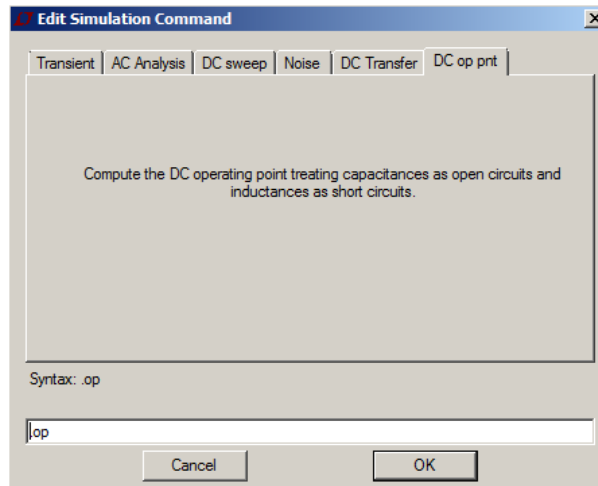 Edit Simulation Command
Transient AC Analysis DC sweep Noise DC Transfer DC op pnt
Compute the DC operating point treating capacitances as open circuits and
inductances as short circuits.
Syntax: .op
.op
Cancel OK